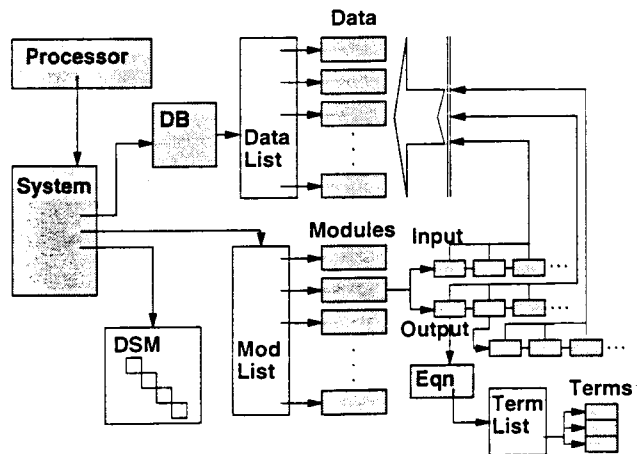 Data
Processor
DB
Data
List
System
Modules
Input
Output
DSM
Mod
List
Eqn
Term
List
Terms